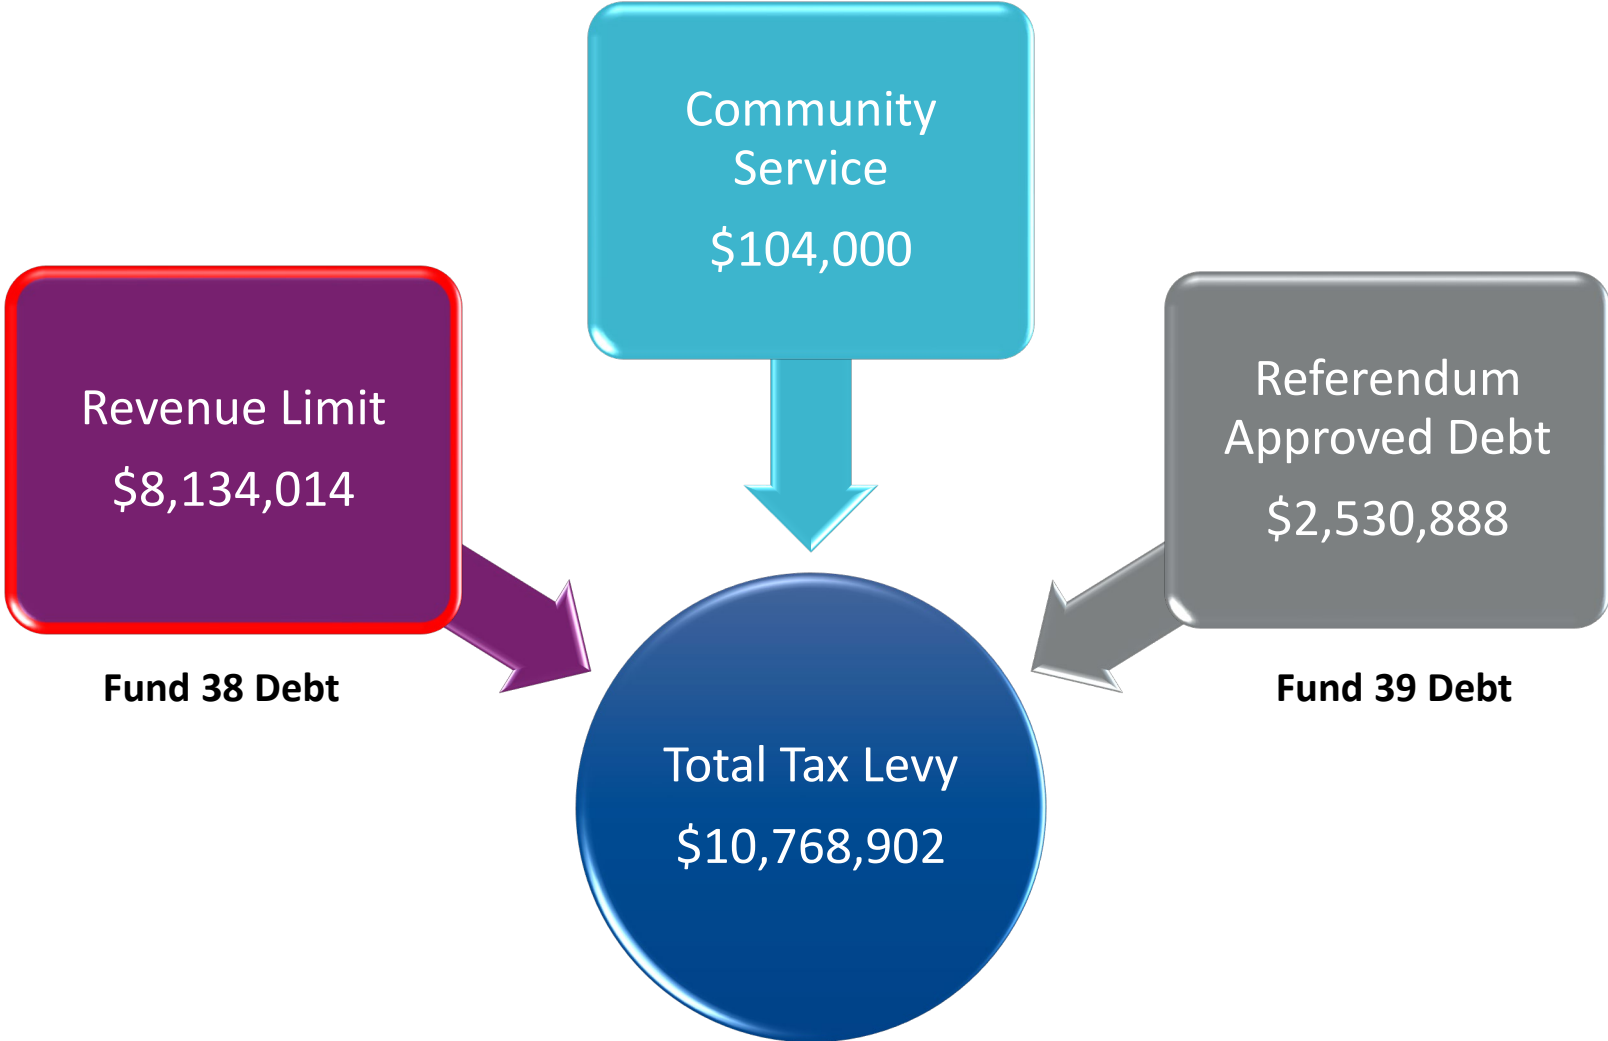 Community
Service
$104,000
Revenue Limit
$8,134,014
Referendum
Approved Debt
$2,530,888
Fund 38 Debt
Fund 39 Debt
Total Tax Levy
$10,768,902